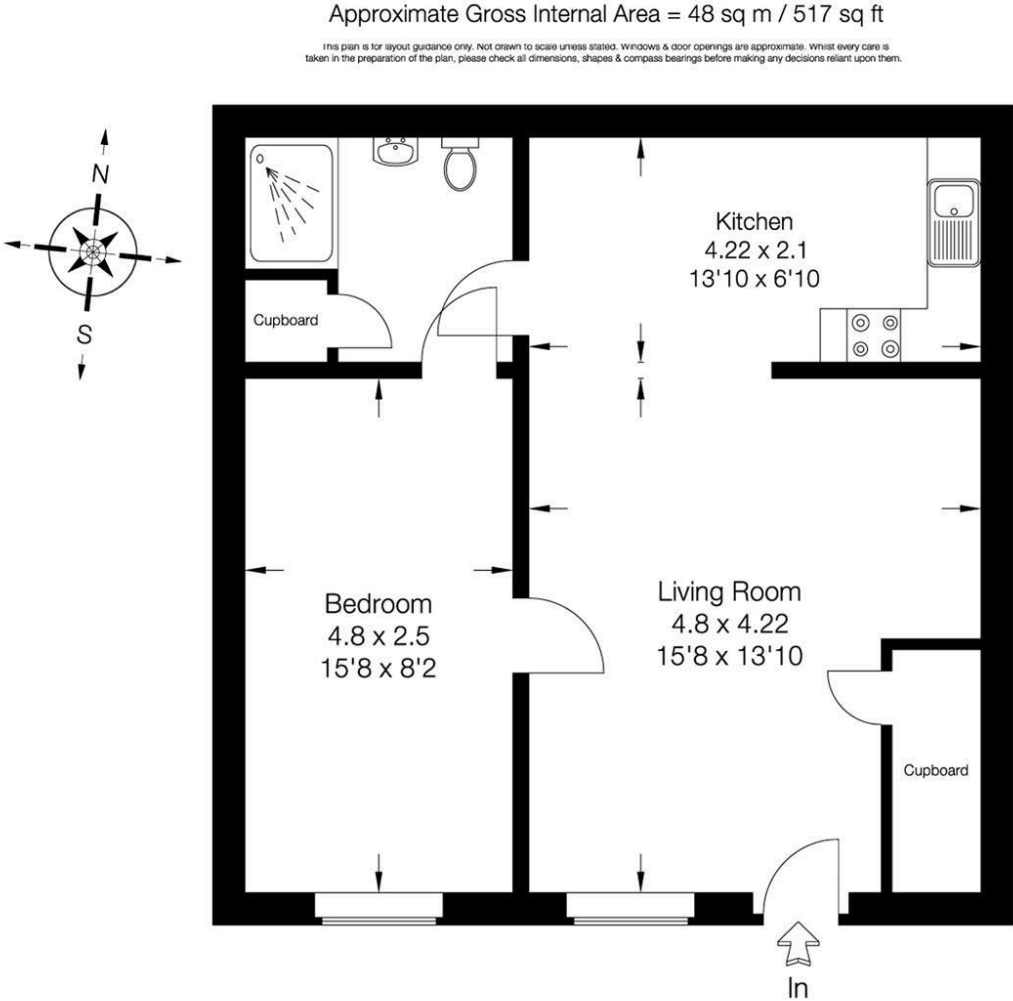 Approximate Gross Internal Area = 48 sq m / 517 sq ft
This plan is for layout guidance only. Not drawn to scale unless stated. Windows & door openings are approximate. Whilst every care is
taken in the preparation of the plan, please check all dimensions, shapes & compass bearings before making any decisions reliant upon them.
N
S
Kitchen
4.22 x 2.1
13'10 x 6'10
Cupboard
Bedroom
4.8 x 2.5
15'8 x 8'2
Living Room
4.8 x 4.22
15'8 x 13'10
Cupboard
In